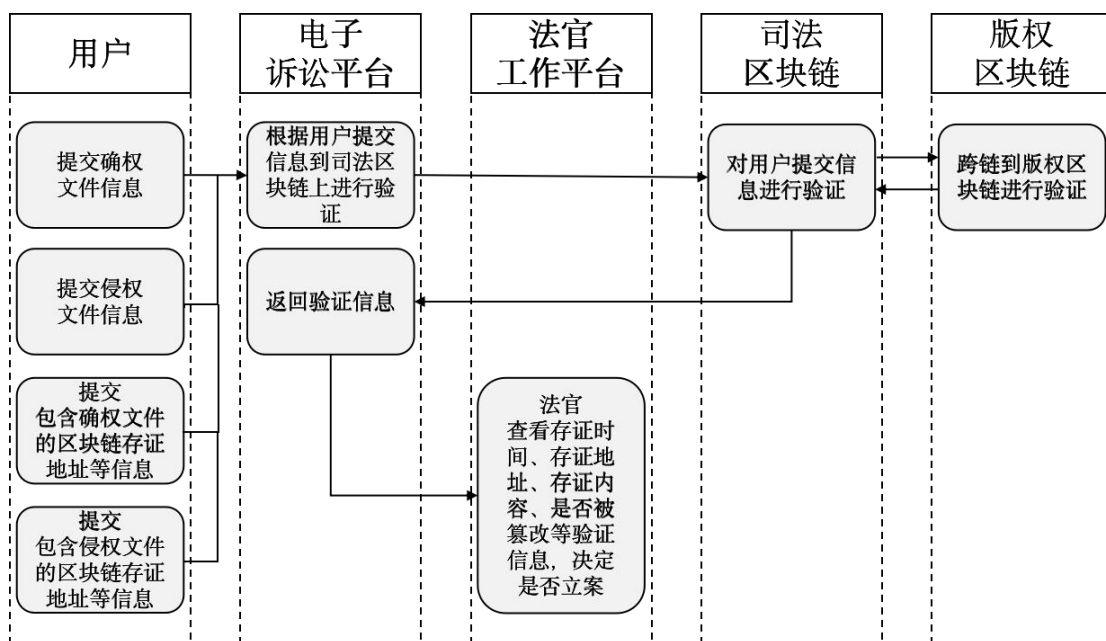 用户
电子
诉讼平台
法官
工作平台
司法
区块链
版权
区块链
提交确权
文件信息
根据用户提交
信息到司法区
块链上进行验
证
对用户提交信
息进行验证
跨链到版权区
块链进行验证
提交侵权
文件信息
返回验证信息
提交
包含确权文件
的区块链存证
地址等信息
法官
查看存证时
间、存证地
址、存证内
容、是否被
篡改等验证
信息，决定
是否立案
提交
包含侵权文件
的区块链存证
地址等信息